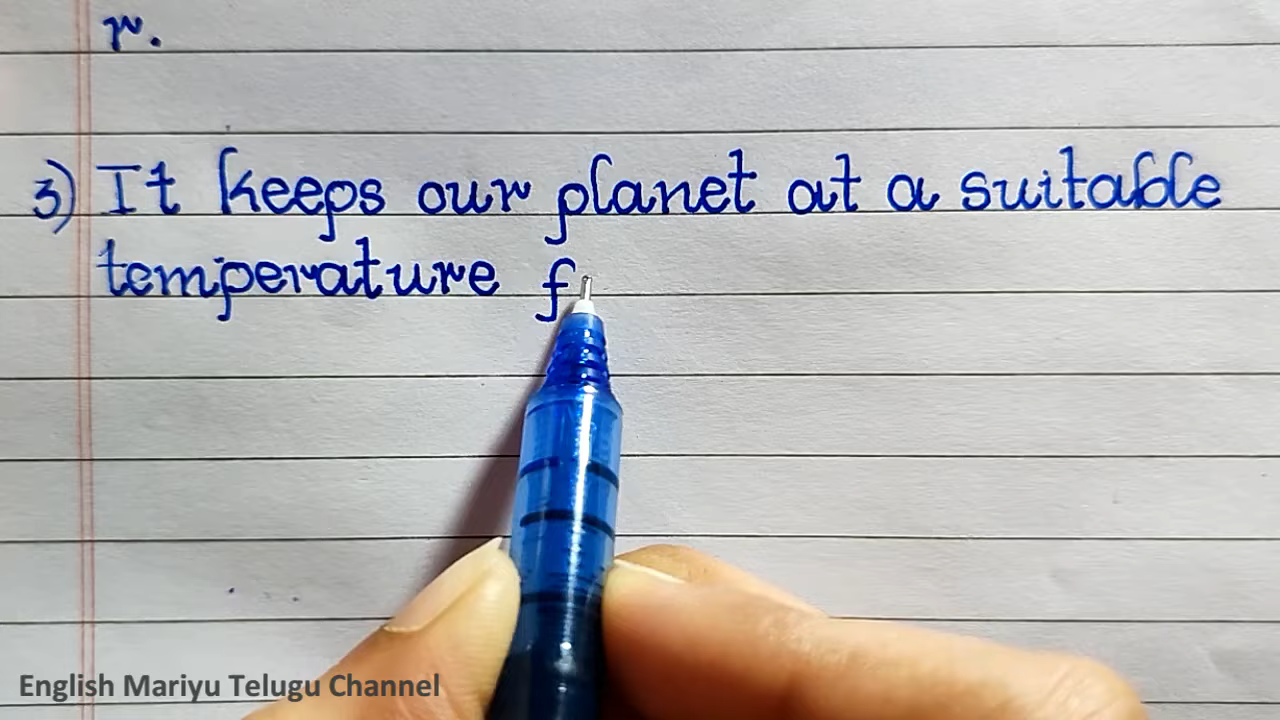 r.
3) It keeps our planet at a suitable
temperature f
English Mariyu Telugu Channel